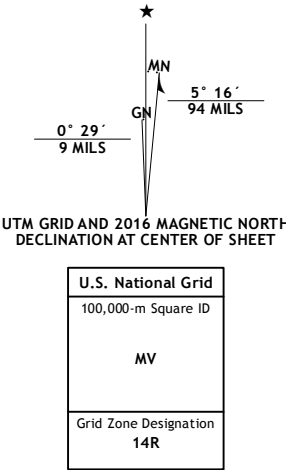 ★
MN
5° 16´
94 MILS
GN
0° 29´
9 MILS
UTM GRID AND 2016 MAGNETIC NORTH
DECLINATION AT CENTER OF SHEET
U.S. National Grid
100,000-m Square ID
MV
Grid Zone Designation
14R